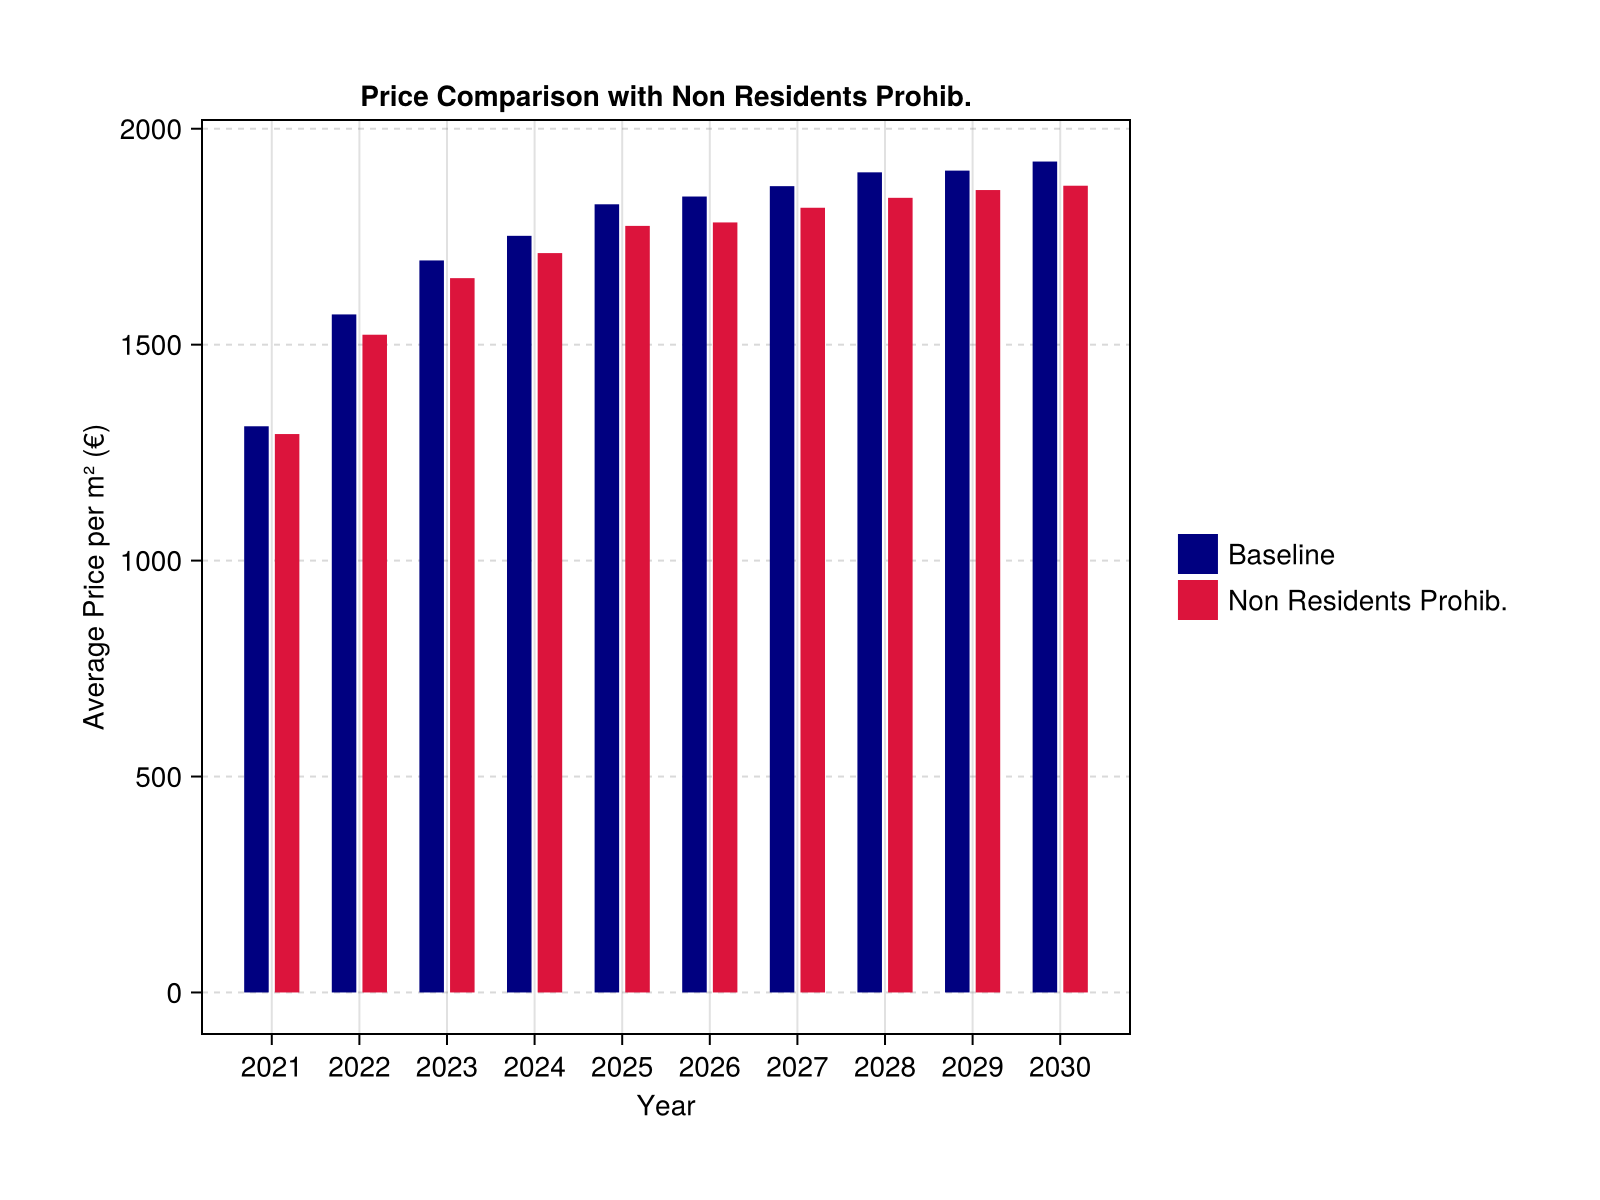 Price Comparison with Non Residents Prohib.
2000
1500
1000
500
0
Average Price per m² (€)
2021 2022 2023 2024 2025 2026 2027 2028 2029 2030
Year
Baseline
Non Residents Prohib.